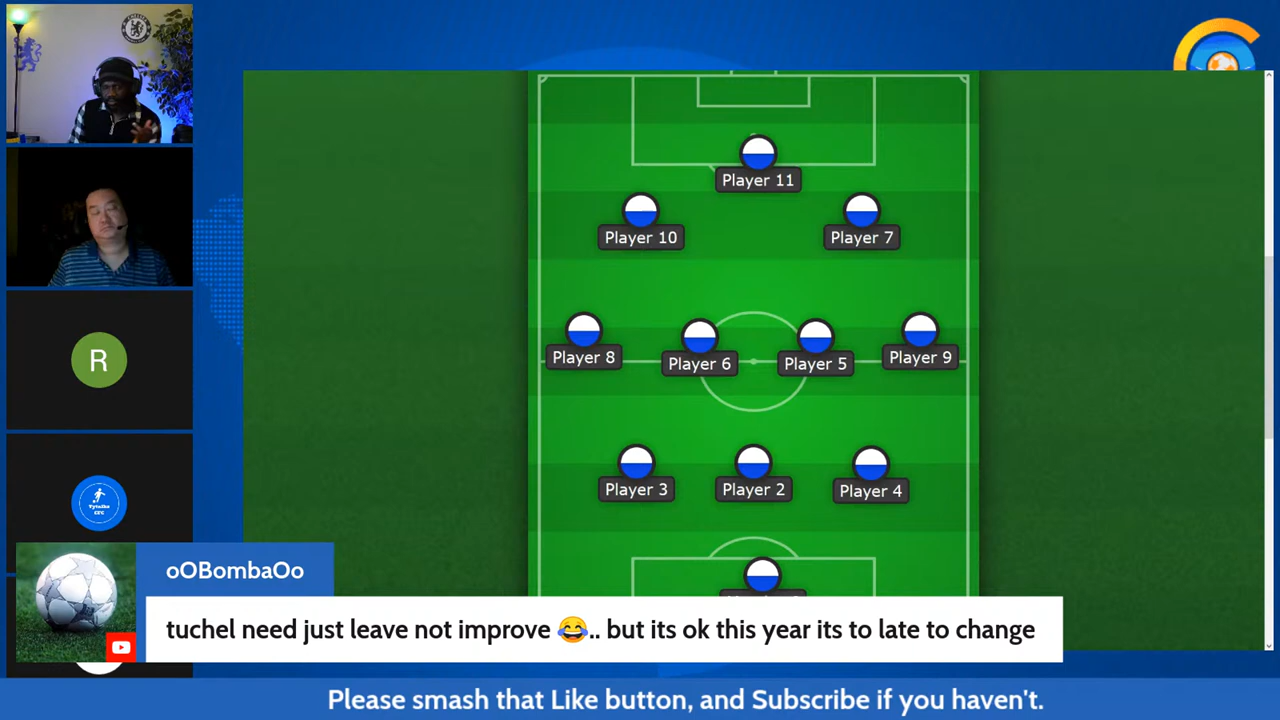 Player 11
Player 10
Player 7
Player 8
Player 6
Player 5
Player 9
Player 3
Player 2
Player 4
R
Tytalks
CFC
oOBombaOo
tuchel need just leave not improve 😂.. but its ok this year its to late to change
Please smash that Like button, and Subscribe if you haven't.